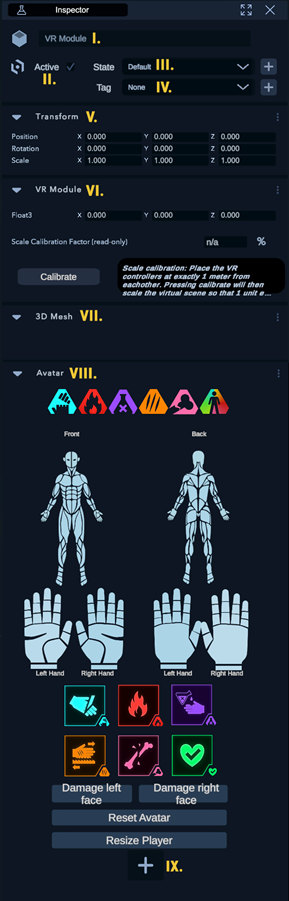 Inspector
VR Module I.
Active State Default III.
II. Tag None IV.
Transform V.
Position X 0.000 Y 0.000 Z 0.000
Rotation X 0.000 Y 0.000 Z 0.000
Scale X 1.000 Y 1.000 Z 1.000
VR Module VI.
Float3 X 0.000 Y 0.000 Z 0.000
Scale Calibration Factor (read-only) n/a %
Calibrate
Scale calibration: Place the VR
controllers at exactly 1 meter from
eachother. Pressing calibrate will then
scale the virtual scene so that 1 unit e...
3D Mesh VII.
Avatar VIII.
Front Back
Left Hand Right Hand Left Hand Right Hand
Damage left
face
Damage right
face
Reset Avatar
Resize Player
+ IX.